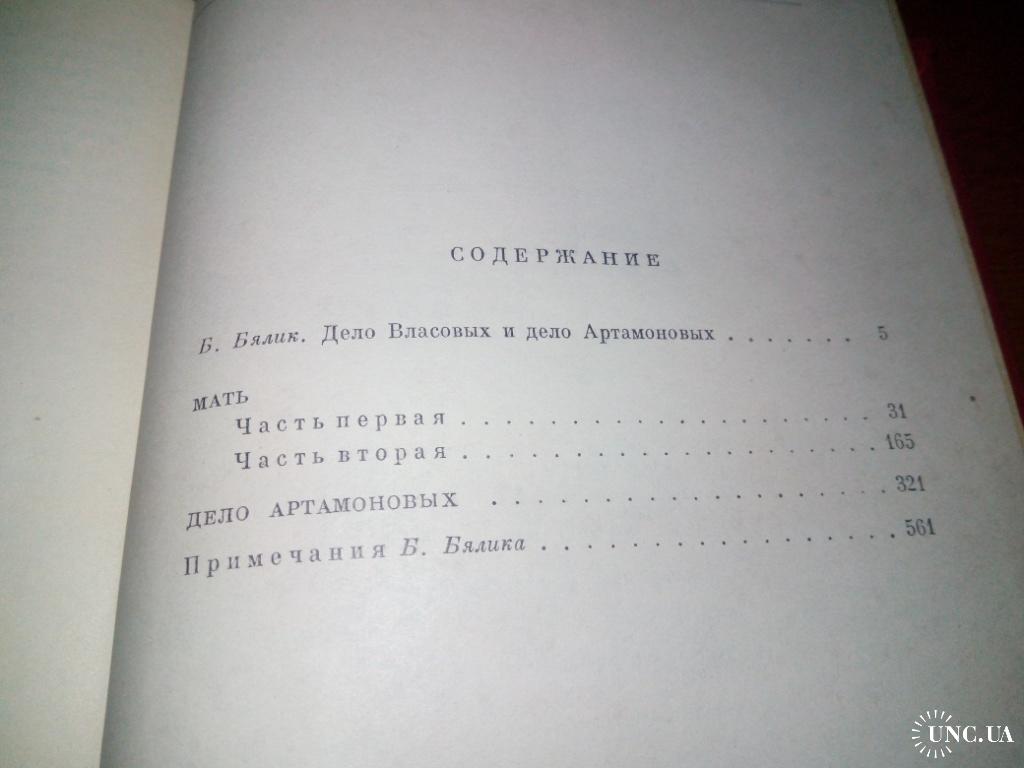 СОДЕРЖАНИЕ
Б. Бялик. Дело Власовых и дело Артамоновых . . . . . . . 5
МАТЬ
Часть первая . . . . . . . . . . . . . . . . . . . . 31
Часть вторая . . . . . . . . . . . . . . . . . . . . 165
ДЕЛО АРТАМОНОВЫХ . . . . . . . . . . . . . . . . . . . 321
Примечания Б. Бялика . . . . . . . . . . . . . . . . . 561
UNC.UA